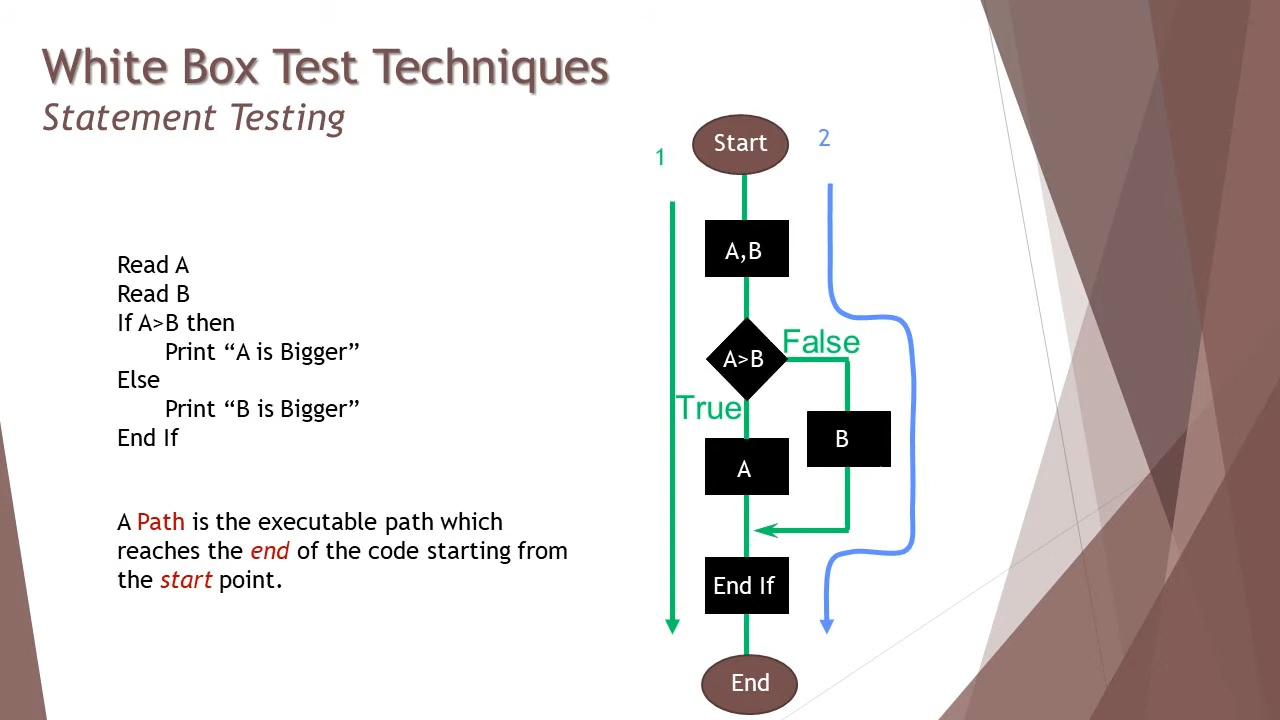 White Box Test Techniques
Statement Testing
Read A
Read B
If A>B then
Print “A is Bigger”
Else
Print “B is Bigger”
End If
A Path is the executable path which
reaches the end of the code starting from
the start point.
1
Start
2
A,B
False
A>B
True
B
A
End If
End